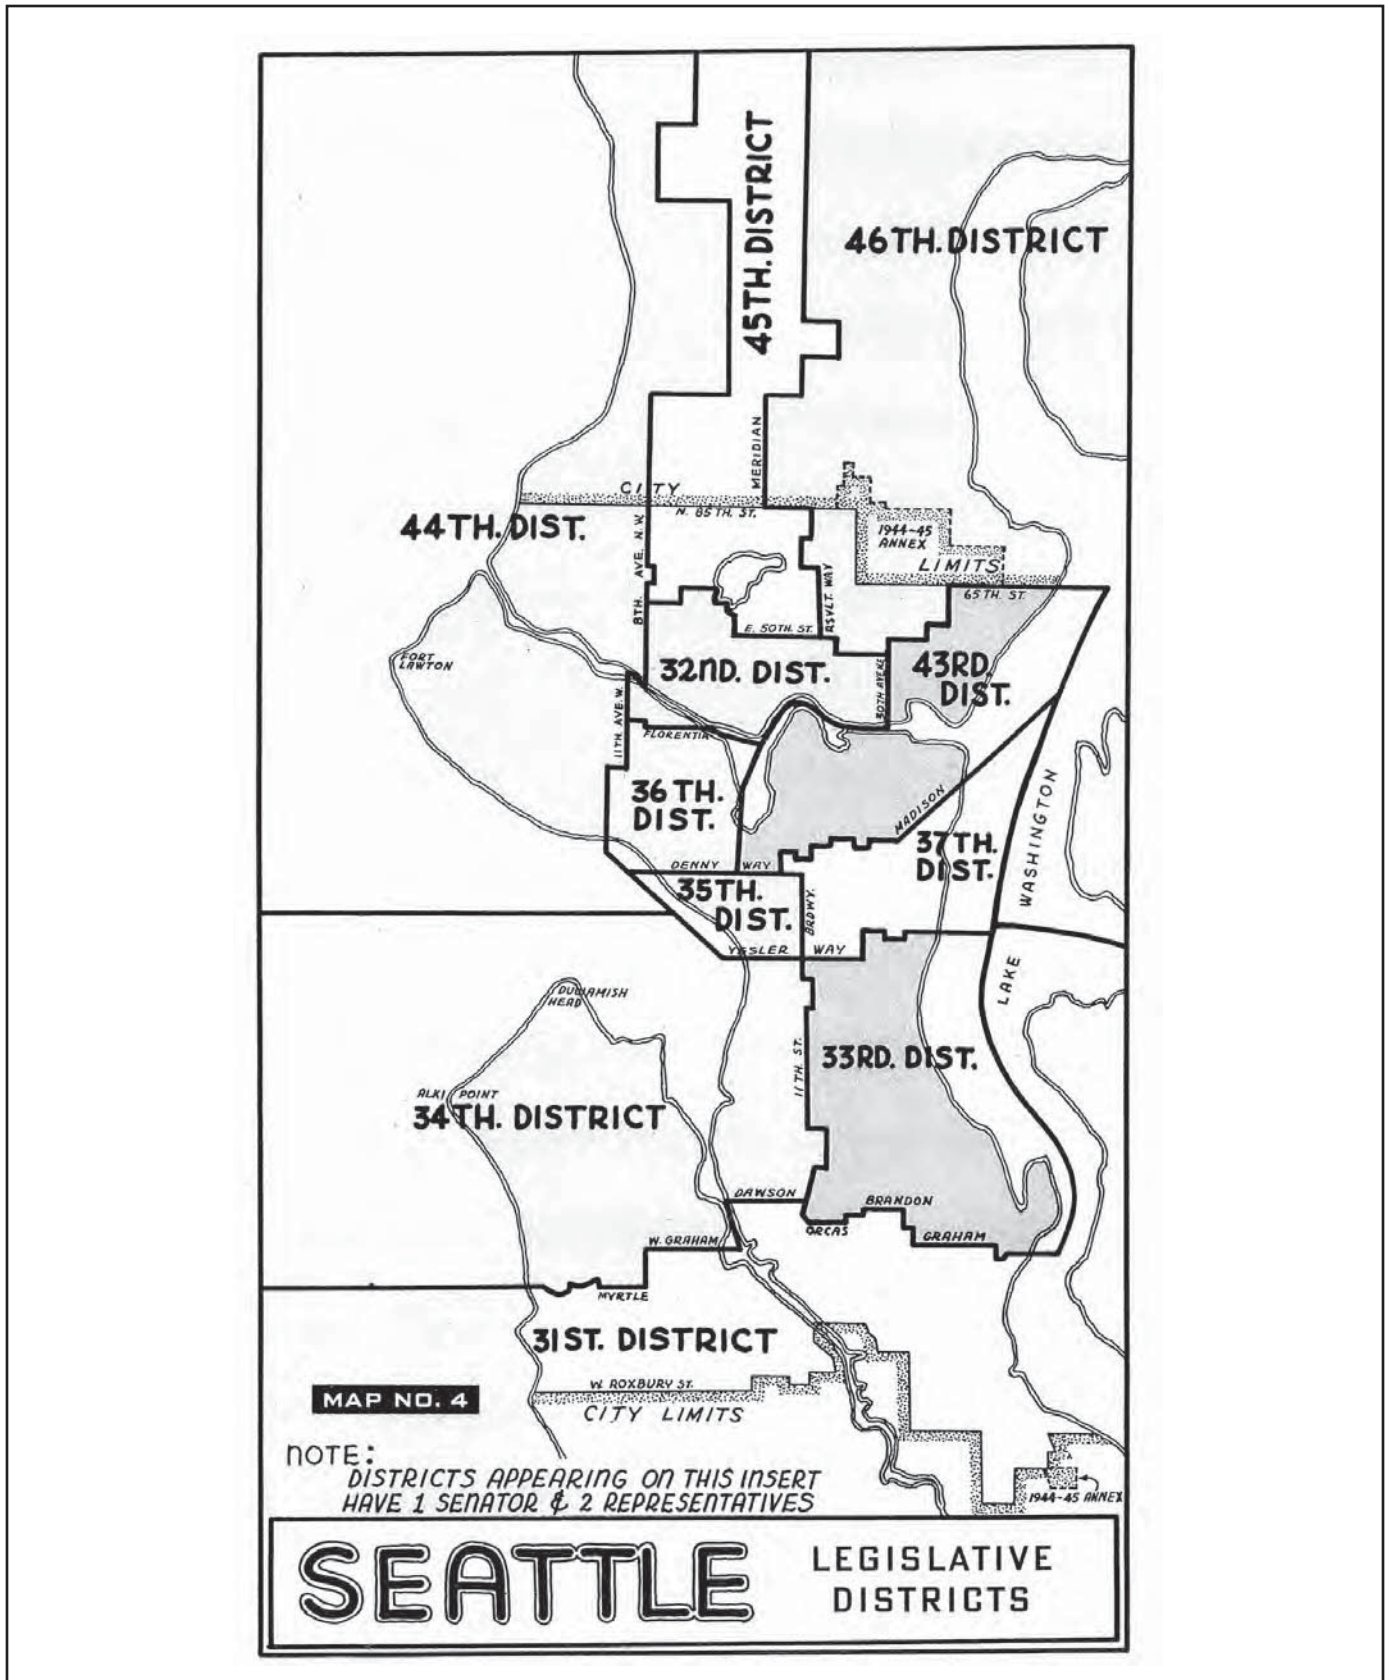 45TH. DISTRICT
46TH. DISTRICT
MERIDIAN
CITY
N. 85TH. ST.
44TH. DIST.
1944-45
ANNEX
LIMITS
8TH. AVE. N.W.
RSVLT. WAY
65TH. ST.
E. 50TH. ST.
FORT
LAWTON
32ND. DIST.
30TH AVE NE
43RD.
DIST.
11TH. AVE. W.
FLORENTIA
36TH.
DIST.
MADISON
37TH.
DIST.
WASHINGTON
DENNY WAY
35TH.
DIST.
BRDWY.
YESLER WAY
LAKE
DUWAMISH
HEAD
11TH. ST.
33RD. DIST.
ALKI POINT
34TH. DISTRICT
DAWSON
BRANDON
ORCAS
GRAHAM
W. GRAHAM
MYRTLE
31ST. DISTRICT
W. ROXBURY ST.
MAP NO. 4
CITY LIMITS
NOTE:
DISTRICTS APPEARING ON THIS INSERT
HAVE 1 SENATOR & 2 REPRESENTATIVES
1944-45 ANNEX
SEATTLE
LEGISLATIVE
DISTRICTS